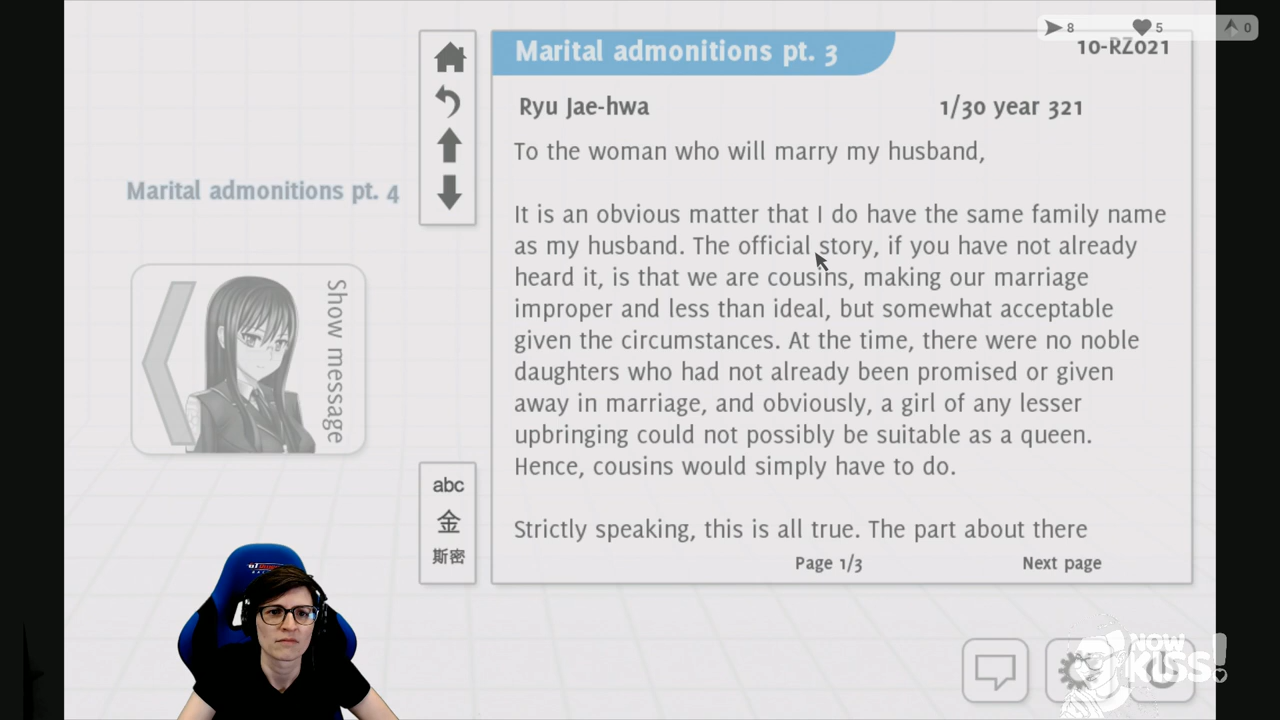 8
5
0
Marital admonitions pt. 3
10-RZ021
Ryu Jae-hwa
1/30 year 321
To the woman who will marry my husband,
It is an obvious matter that I do have the same family name
as my husband. The official story, if you have not already
heard it, is that we are cousins, making our marriage
improper and less than ideal, but somewhat acceptable
given the circumstances. At the time, there were no noble
daughters who had not already been promised or given
away in marriage, and obviously, a girl of any lesser
upbringing could not possibly be suitable as a queen.
Hence, cousins would simply have to do.
Strictly speaking, this is all true. The part about there
Page 1/3
Next page
Marital admonitions pt. 4
Show message
abc
金
斯密
NOW
KISS!